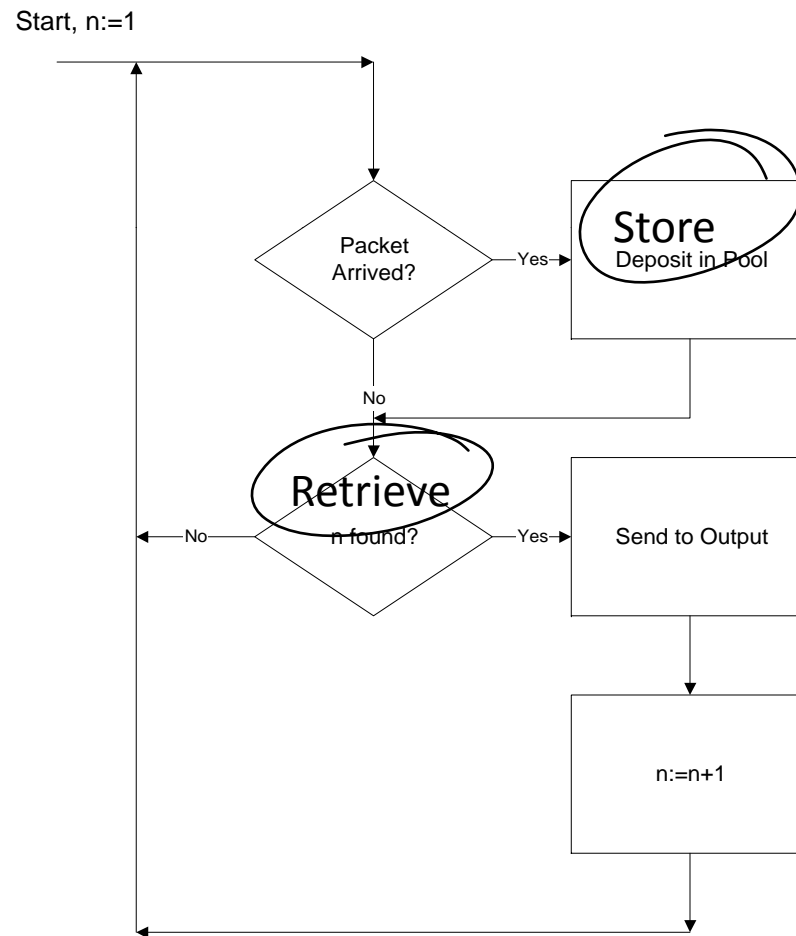 Start, n:=1
Packet
Arrived?
Yes
Store
Deposit in Pool
No
Retrieve
n found?
No
Yes
Send to Output
n:=n+1